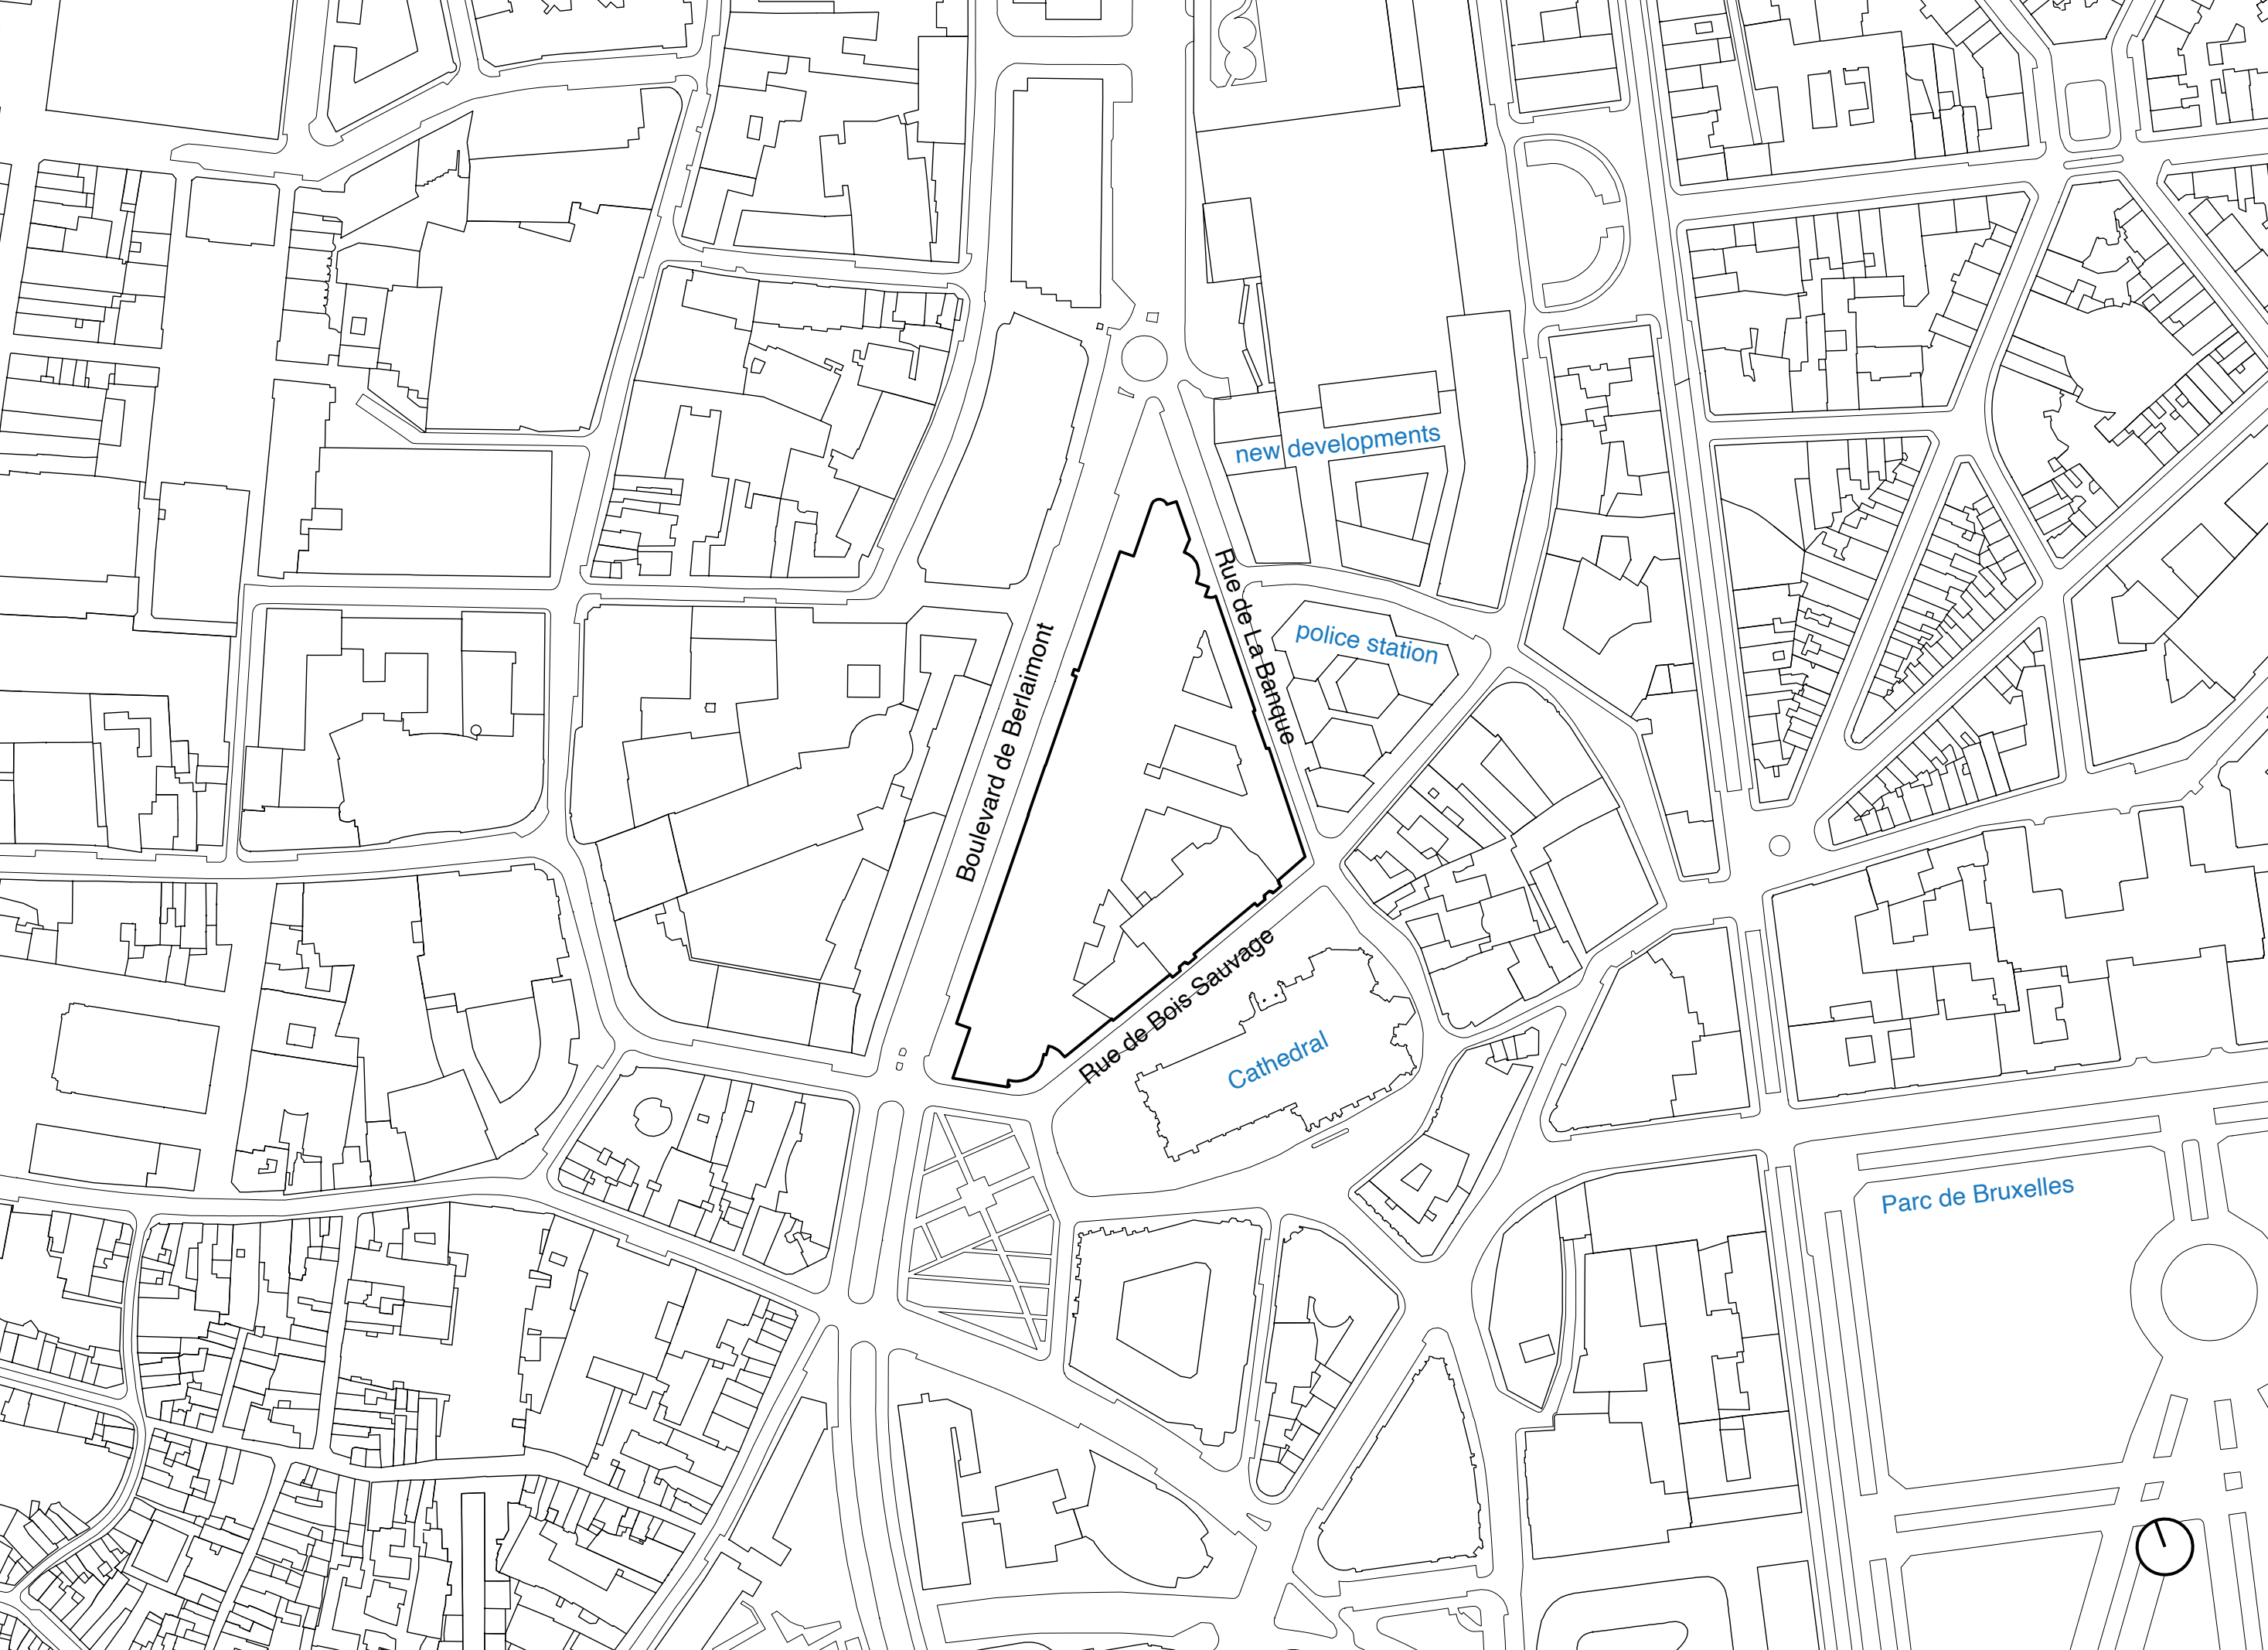 new developments
Rue de La Banque
police station
Boulevard de Berlaimont
Rue de Bois Sauvage
Cathedral
Parc de Bruxelles